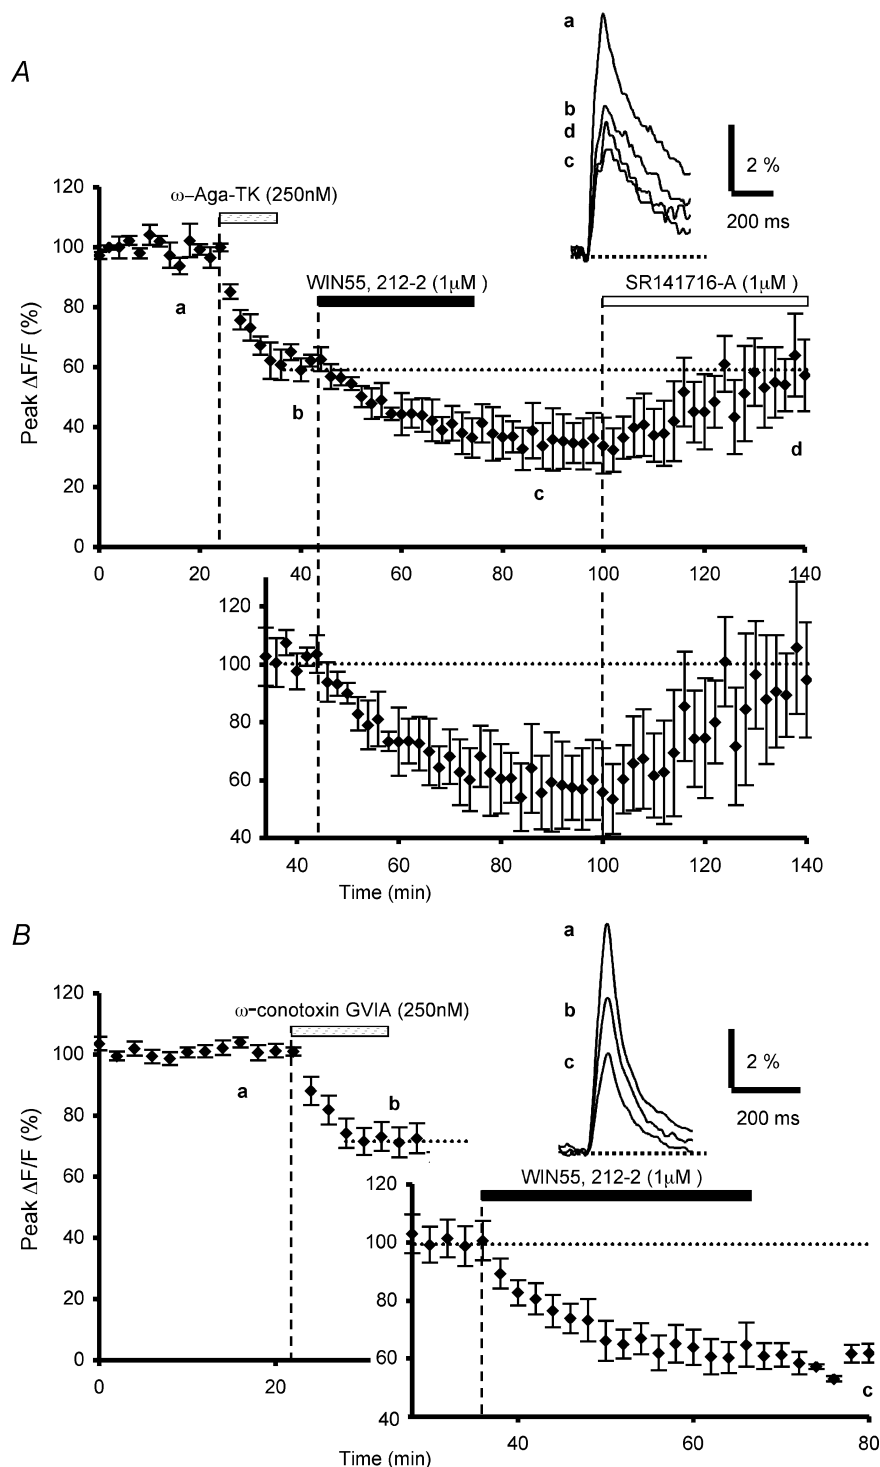 A
a
b
d
c
2 %
200 ms
120
ω–Aga-TK (250nM)
100
WIN55, 212-2 (1μM )
SR141716-A (1μM )
80
a
60
b
40
d
c
20
0
Peak ΔF/F (%)
0 20 40 60 80 100 120 140
120
100
80
60
40
40 60 80 100 120 140
Time (min)
B
a
b
c
2 %
200 ms
120
ω-conotoxin GVIA (250nM)
100
a
b
80
60
40
20
0
Peak ΔF/F (%)
0 20
WIN55, 212-2 (1μM )
120
100
80
60
40
c
40 60 80
Time (min)